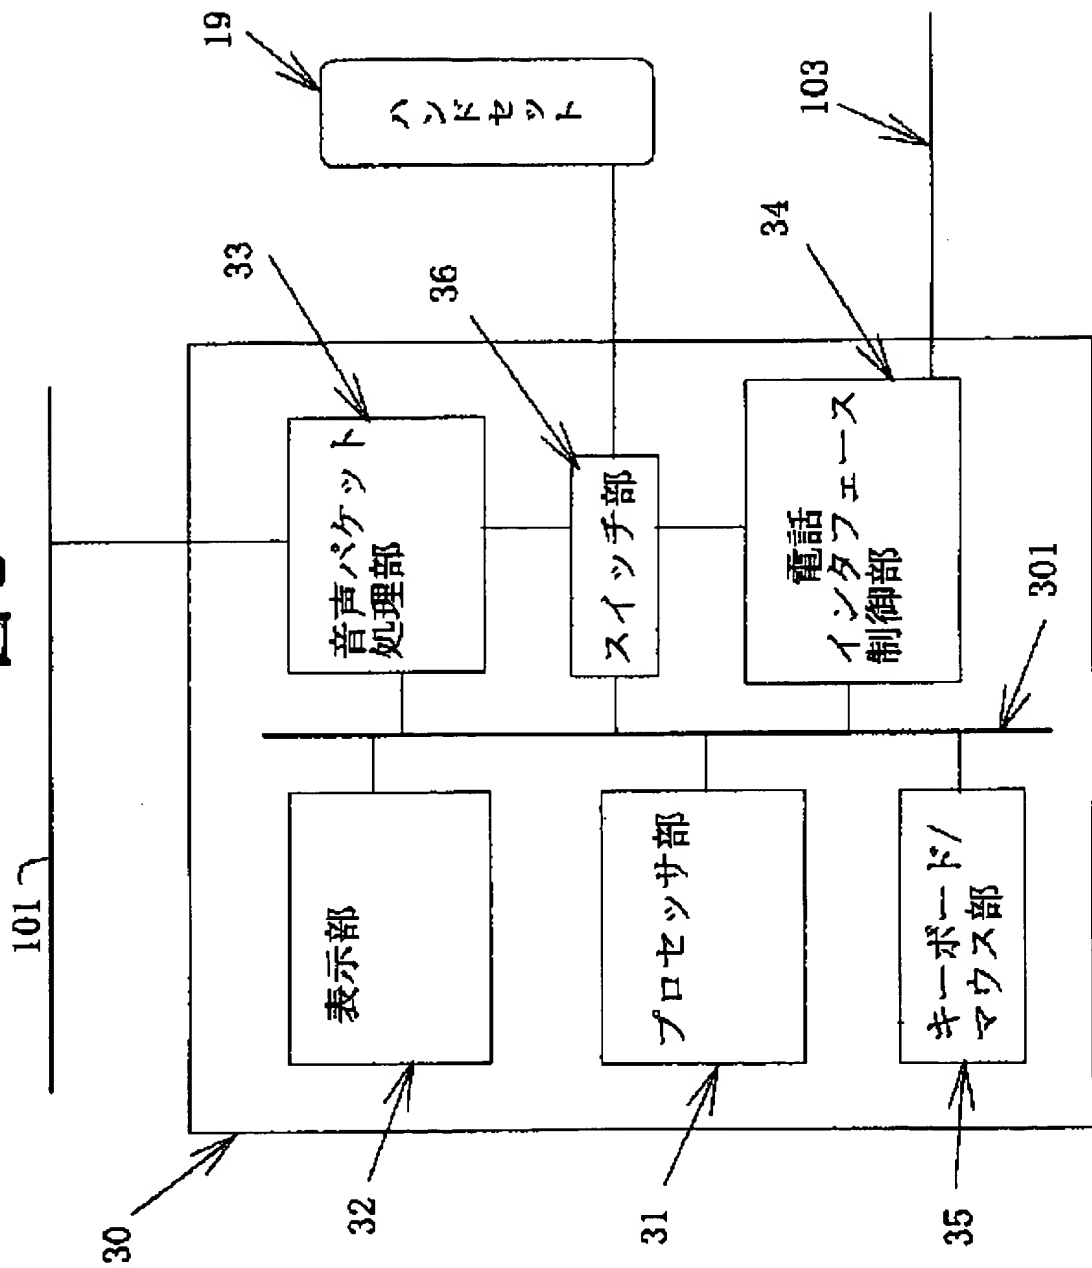 101
30
32
表示部
31
プロセッサ部
35
キーボード/
マウス部
33
音声パケット
処理部
36
スイッチ部
34
電話
インタフェース
制御部
301
19
ハンドセット
103